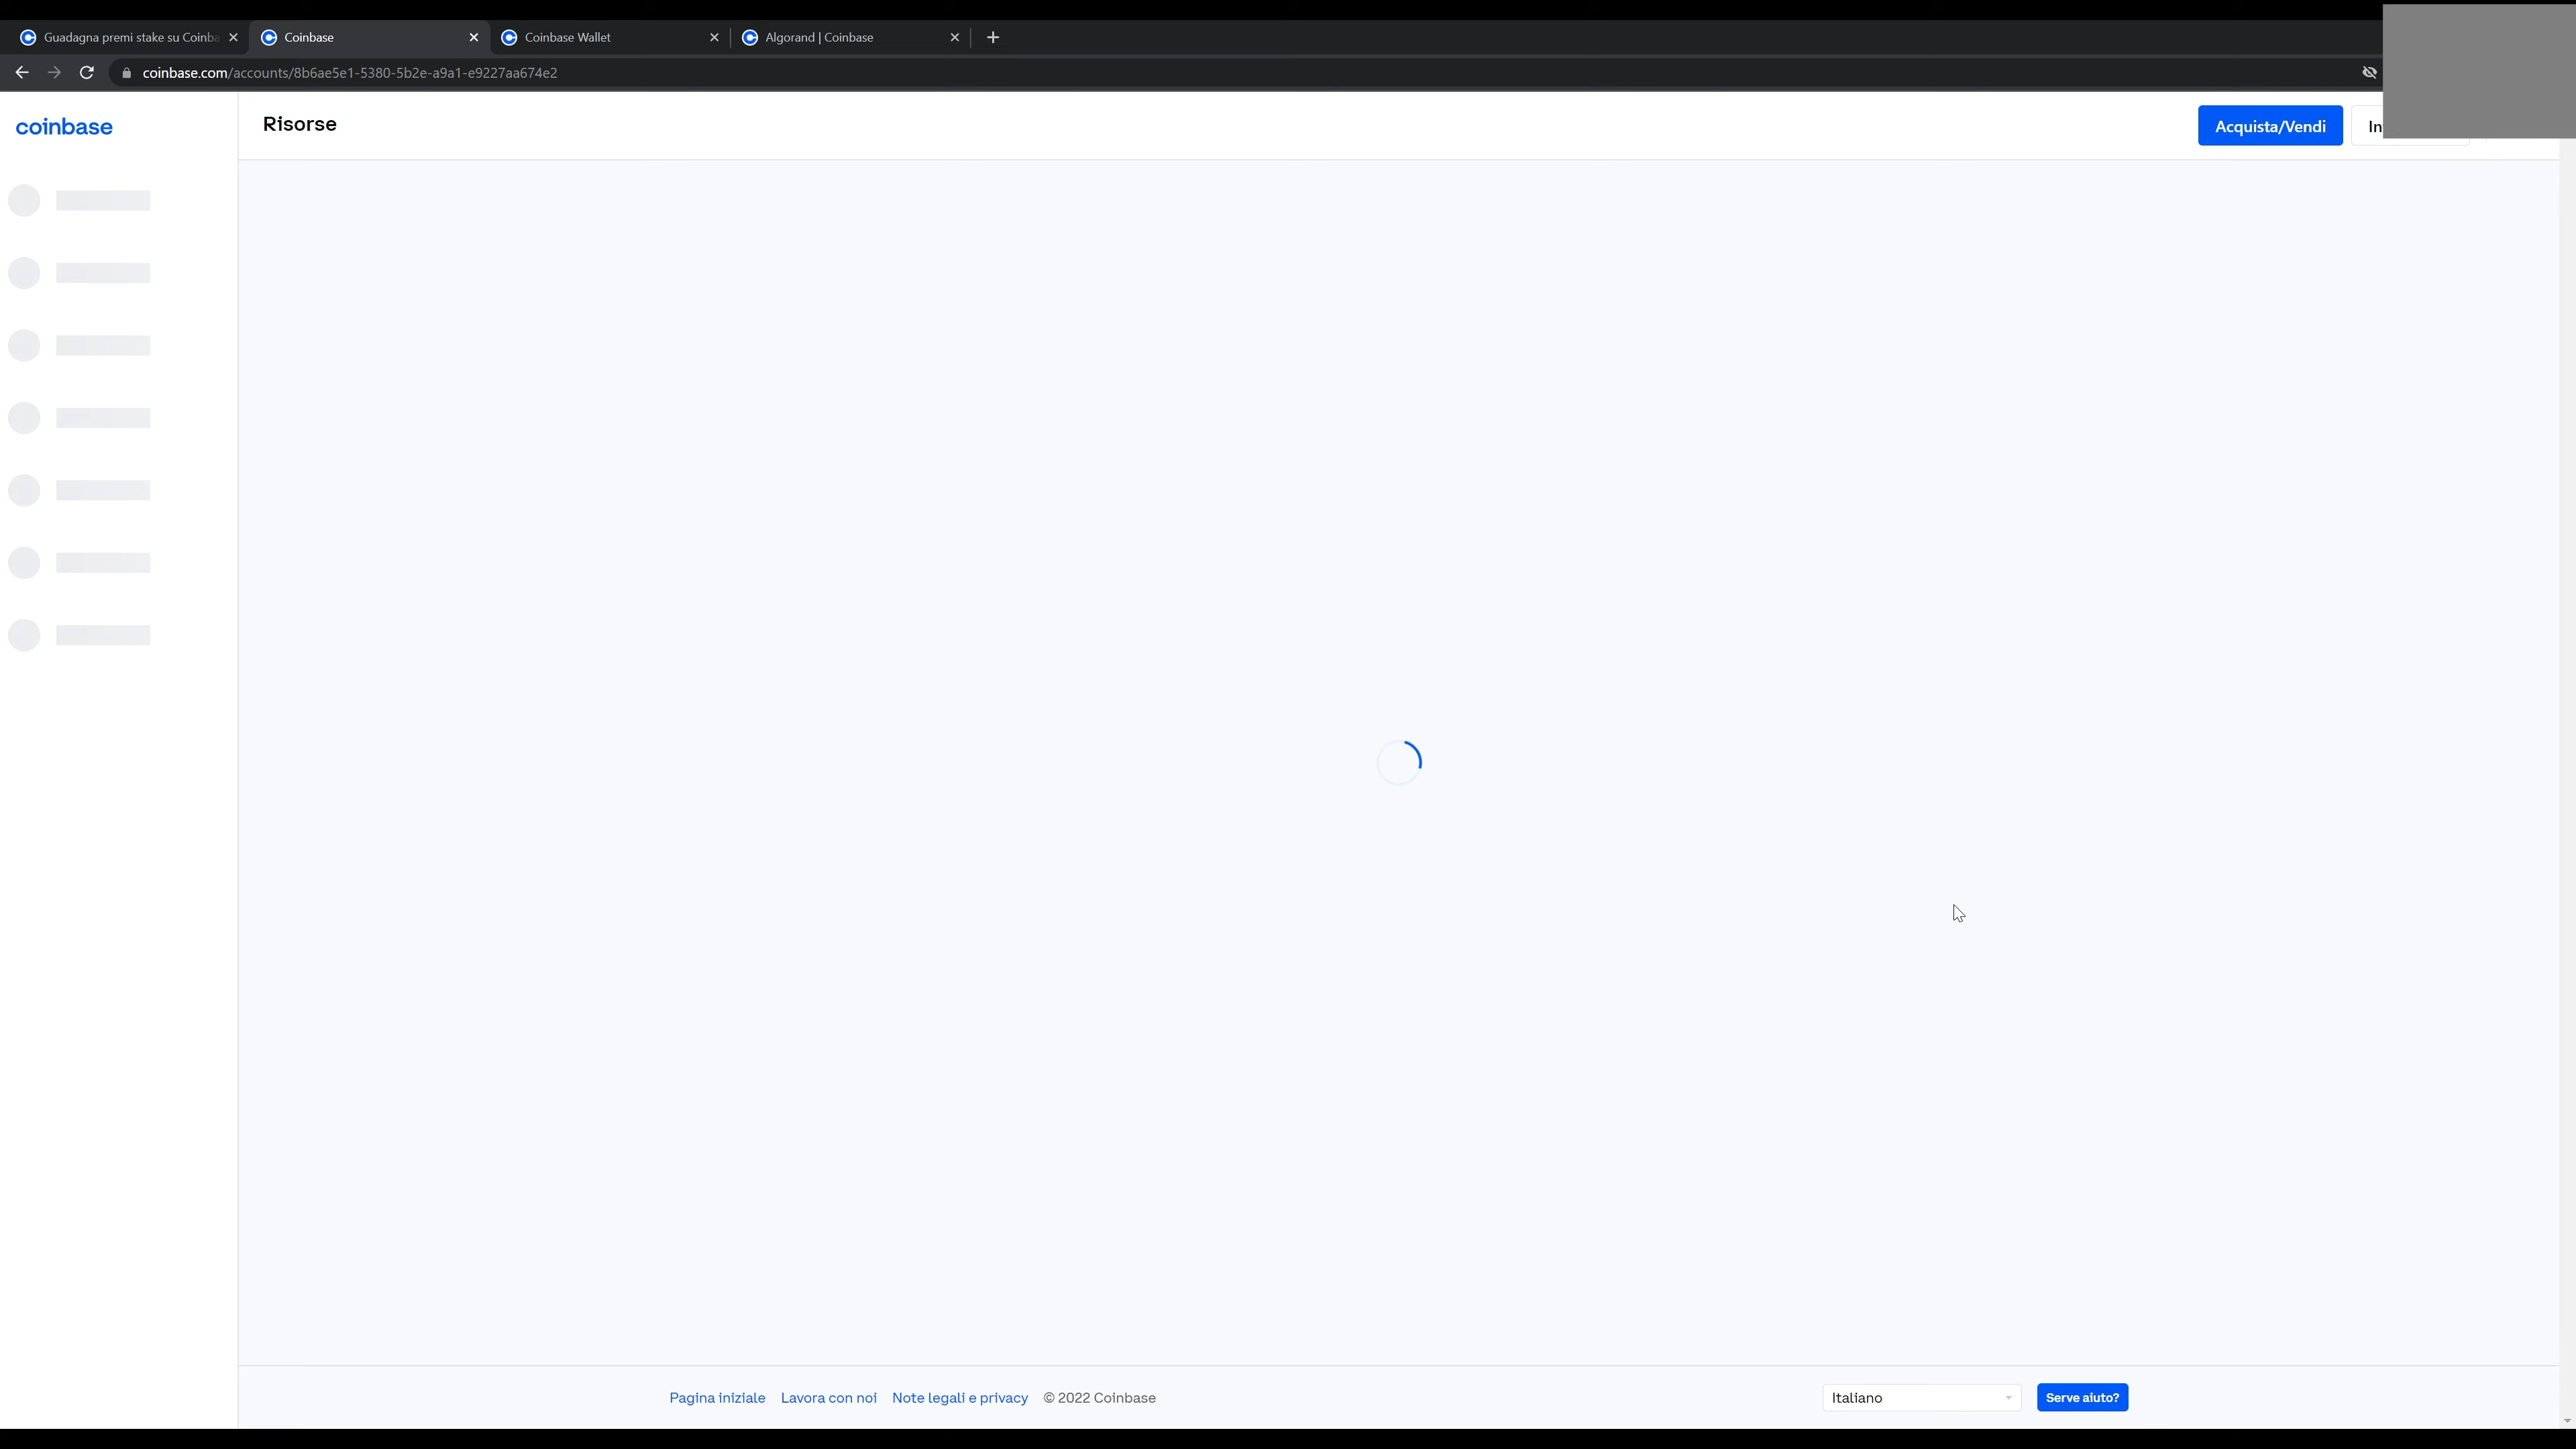 Guadagna premi stake su Coinba
Coinbase
Coinbase Wallet
Algorand | Coinbase
coinbase.com/accounts/8b6ae5e1-5380-5b2e-a9a1-e9227aa674e2
coinbase
Risorse
Acquista/Vendi
In
Pagina iniziale
Lavora con noi
Note legali e privacy
© 2022 Coinbase
Italiano
Serve aiuto?